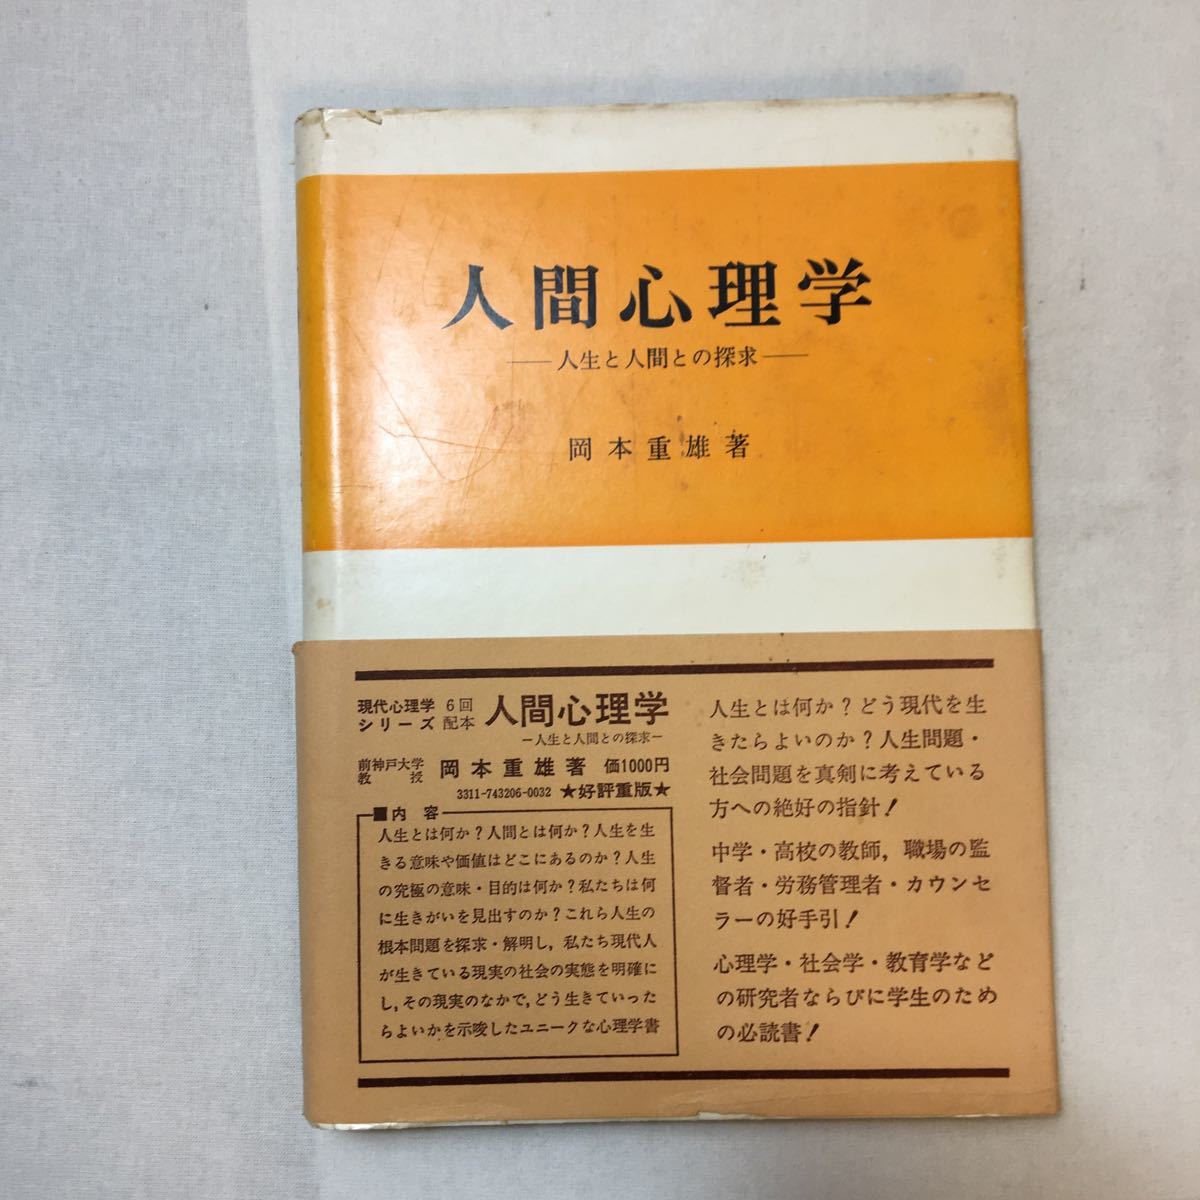 人間心理学
―人生と人間との探求―
岡本重雄著
現代心理学 6回
シリーズ 配本
人間心理学
―人生と人間との探求―
前神戸大学
教授
岡本重雄著 価1000円
3311-743206-0032 ★好評重版★
■内容
人生とは何か?人間とは何か?人生を生
きる意味や価値はどこにあるのか?人生
の究極の意味・目的は何か?私たちは何
に生きがいを見出すのか?これら人生の
根本問題を探求・解明し,私たち現代人
が生きている現実の社会の実態を明確に
し,その現実のなかで,どう生きていった
らよいかを示唆したユニークな心理学書
人生とは何か?どう現代を生
きたらよいのか?人生問題・
社会問題を真剣に考えている
方への絶好の指針!
中学・高校の教師,職場の監
督者・労務管理者・カウンセ
ラーの好手引!
心理学・社会学・教育学など
の研究者ならびに学生のため
の必読書!